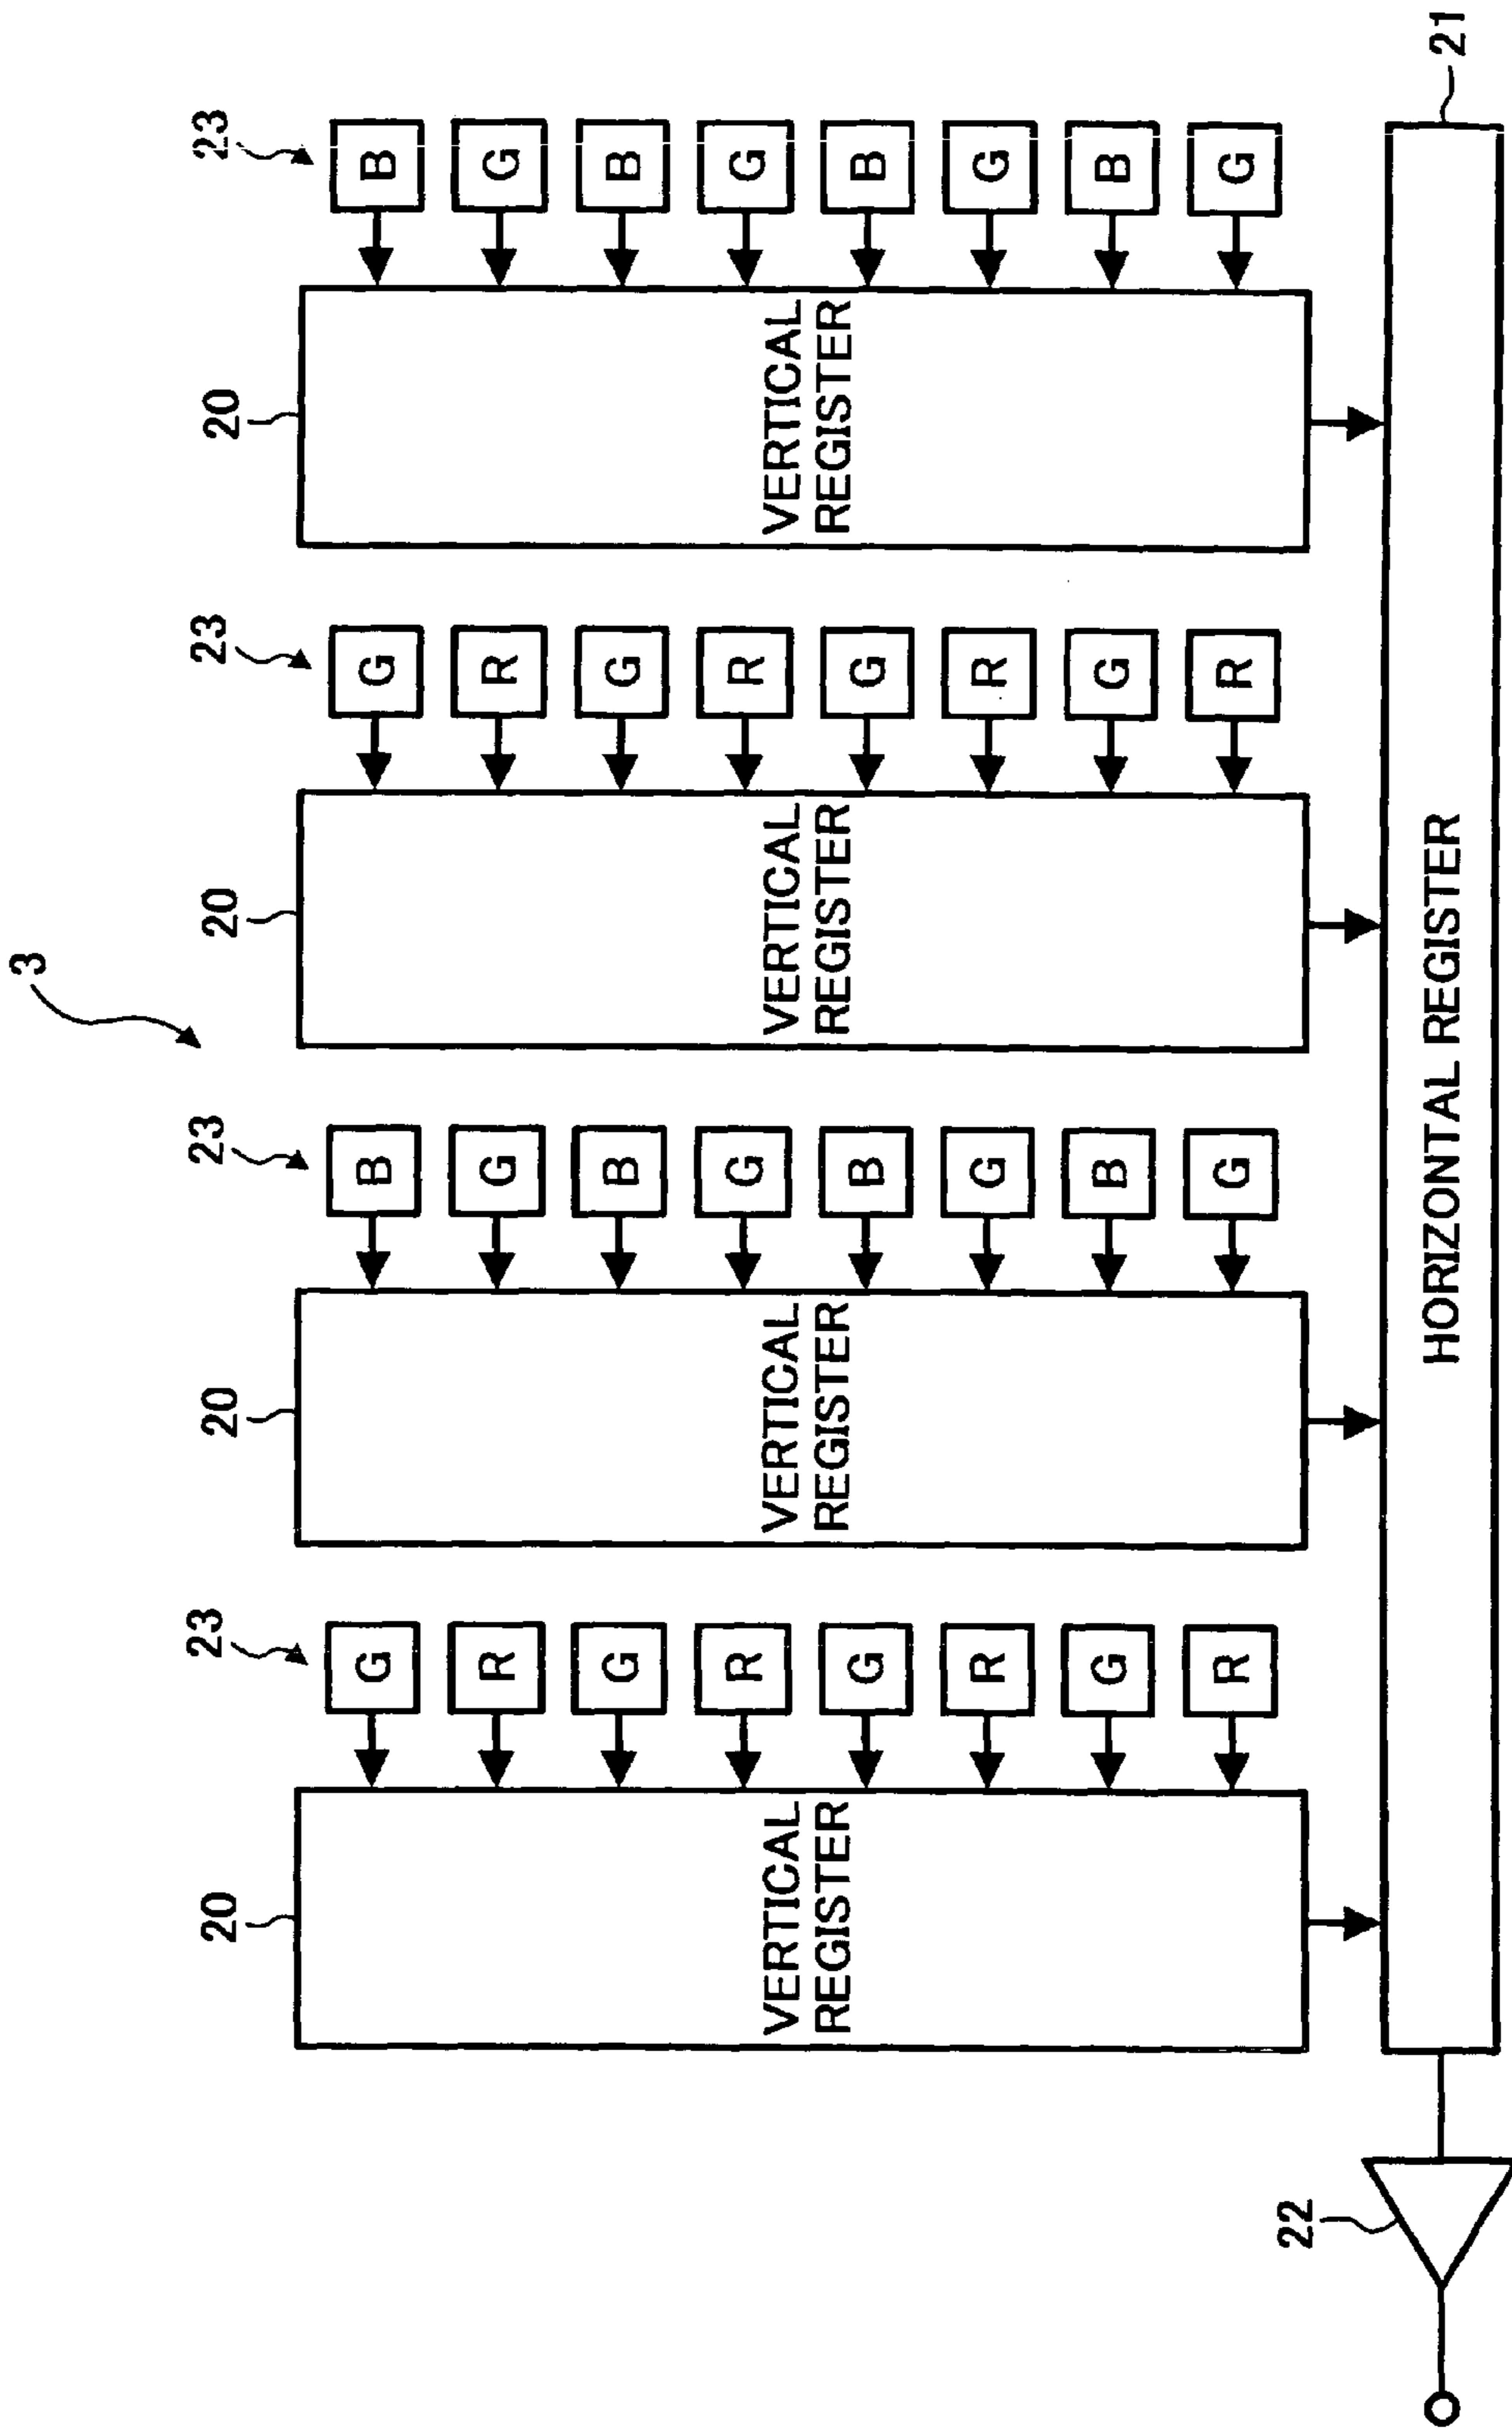 3
20 23 20 23 20 23 20 23
G B G B
R G R G
G B G B
R G R G
VERTICAL VERTICAL VERTICAL VERTICAL
REGISTER REGISTER REGISTER REGISTER
G B G B
R G R G
G B G B
R G R G
22
HORIZONTAL REGISTER 21